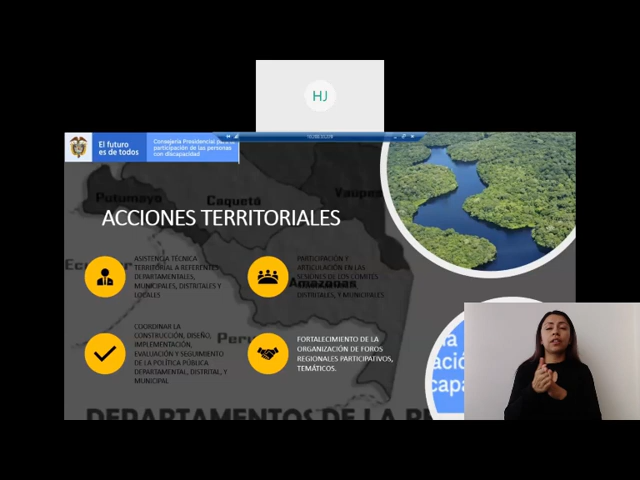 HJ
El futuro
es de todos
Consejería Presidencial para la
participación de las personas
con discapacidad
Putumayo
Caquetá
Vaupes
ACCIONES TERRITORIALES
ASISTENCIA TÉCNICA
TERRITORIAL A REFERENTES
DEPARTAMENTALES,
MUNICIPALES, DISTRITALES Y
LOCALES
PARTICIPACIÓN Y
ARTICULACIÓN EN LAS
SESIONES DE LOS COMITÉS
DISTRITALES, Y MUNICIPALES
Amazonas
COORDINAR LA
CONSTRUCCIÓN, DISEÑO,
IMPLEMENTACIÓN,
EVALUACIÓN Y SEGUIMIENTO
DE LA POLÍTICA PÚBLICA
DEPARTAMENTAL, DISTRITAL, Y
MUNICIPAL
FORTALECIMIENTO DE LA
ORGANIZACIÓN DE FOROS
REGIONALES PARTICIPATIVOS,
TEMÁTICOS.
DEPARTAMENTOS DE LA